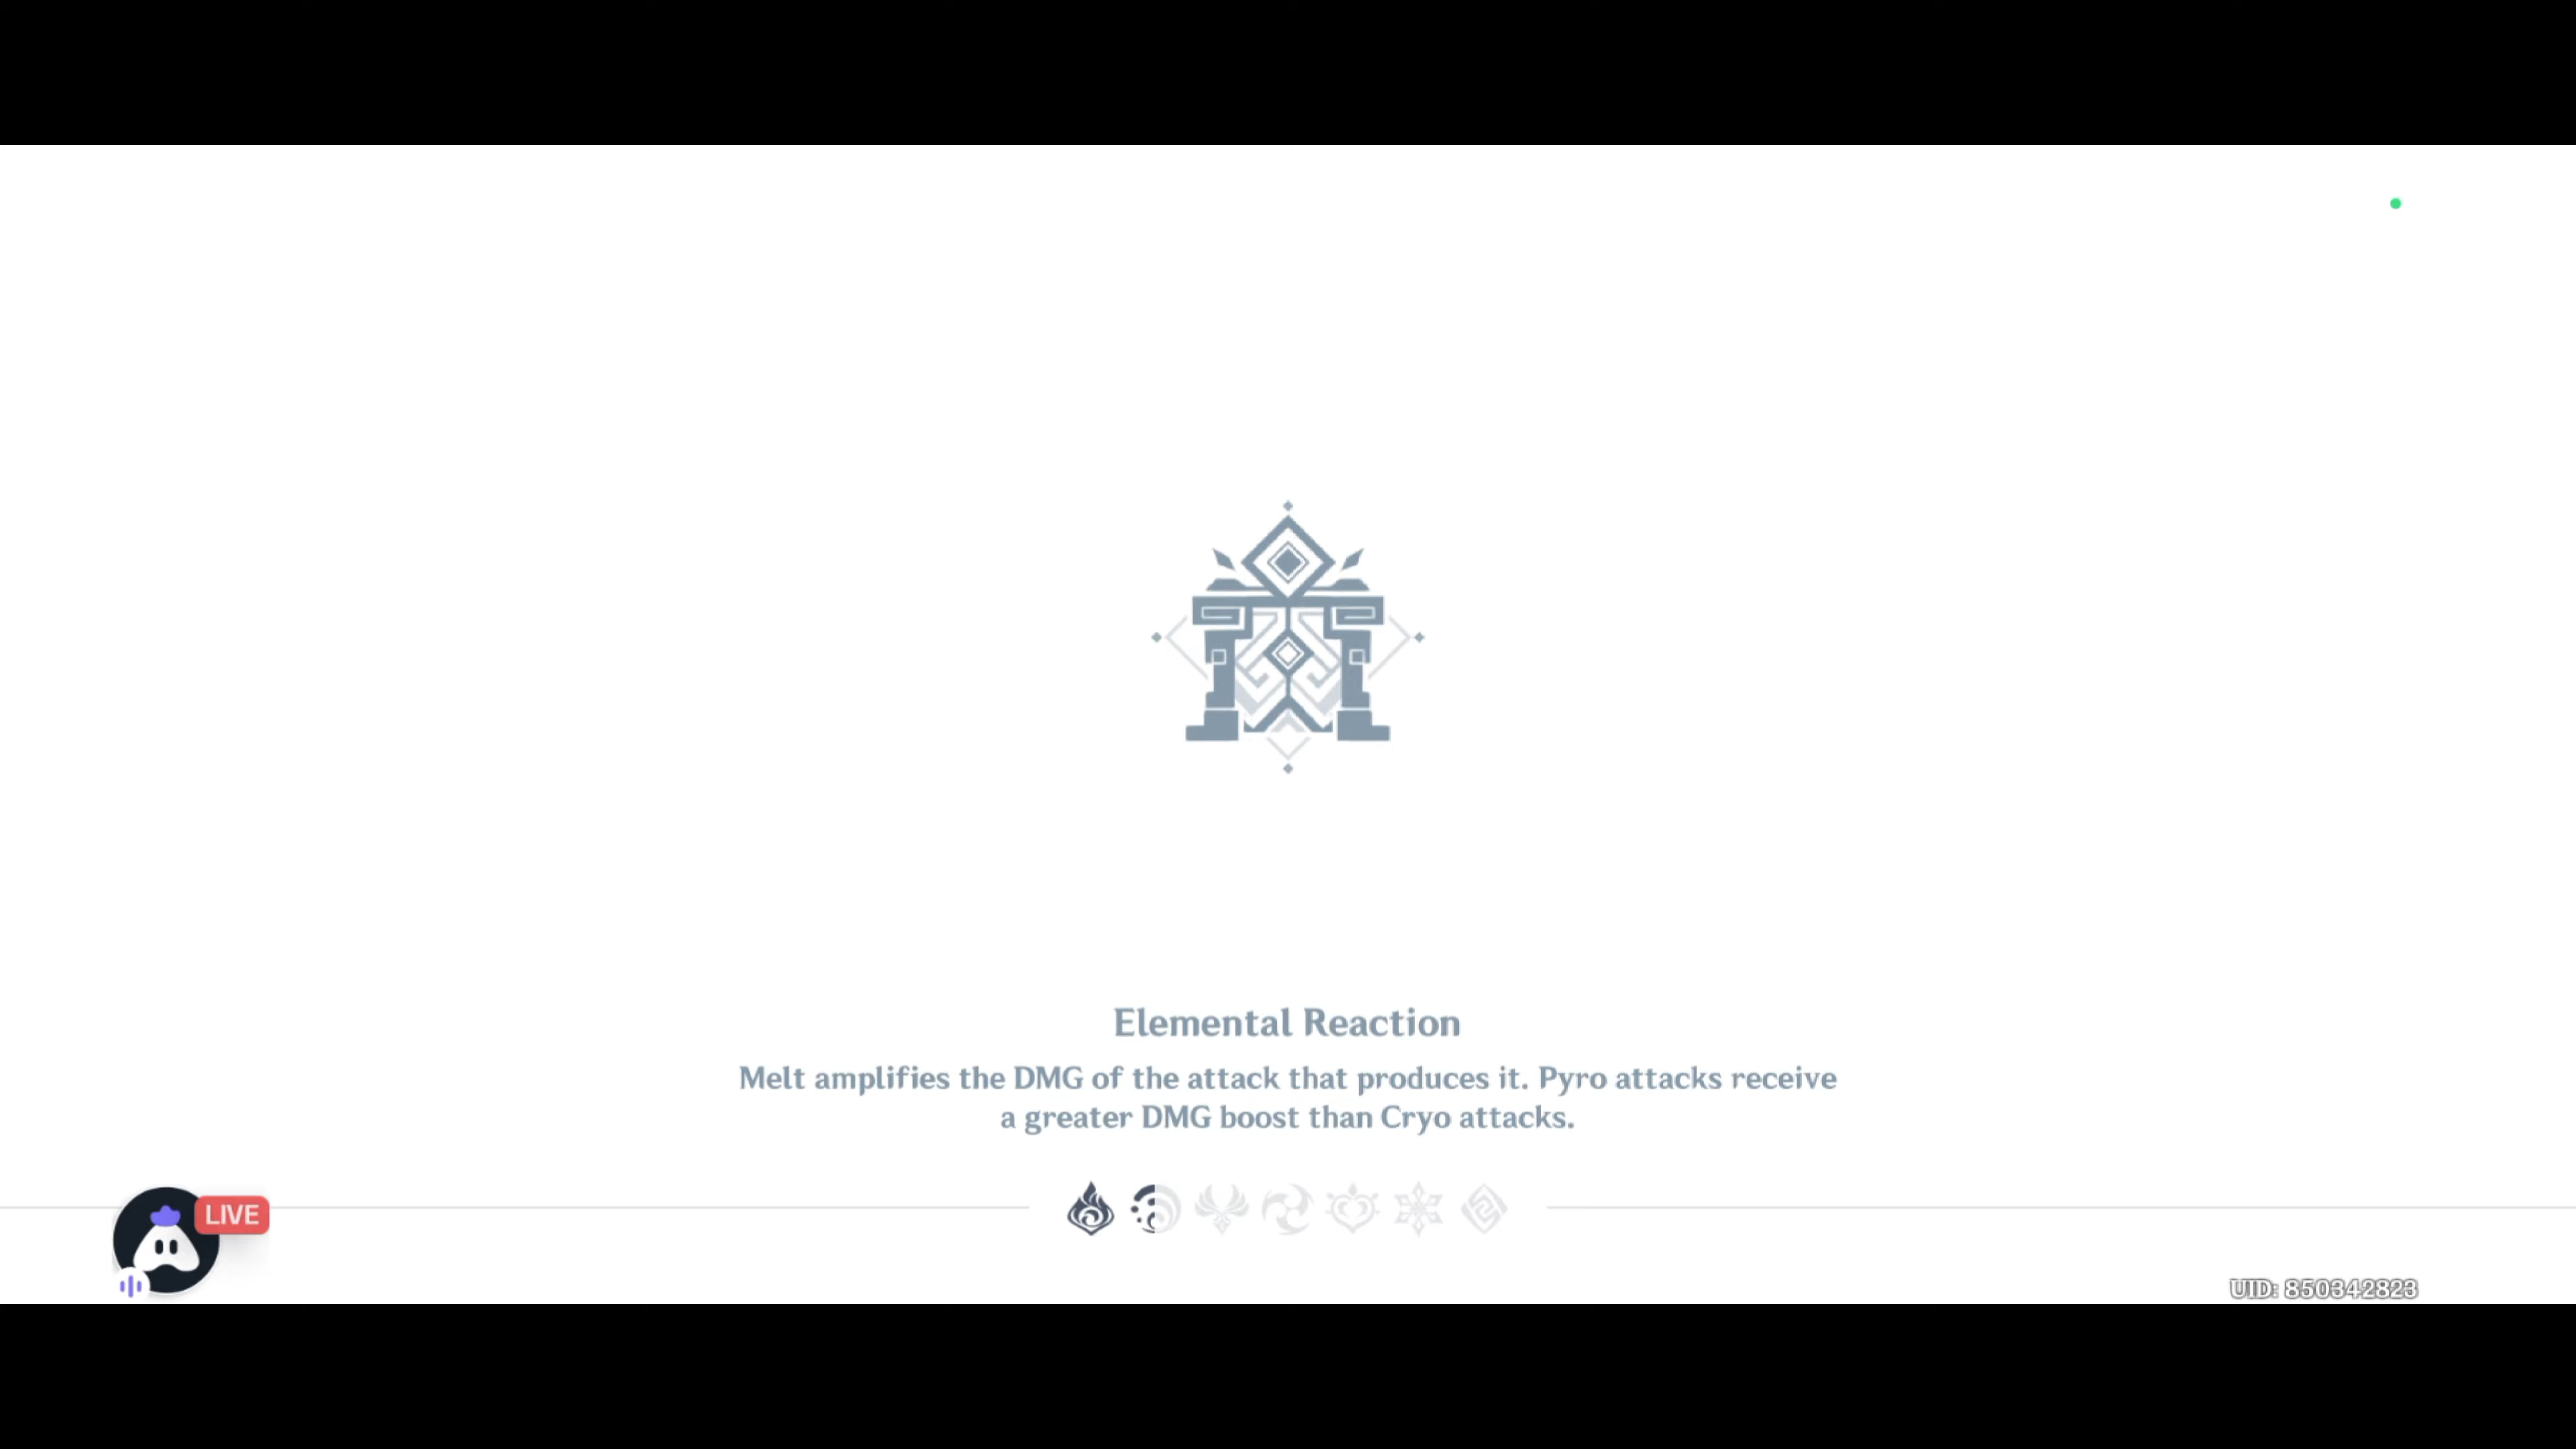 Elemental Reaction
Melt amplifies the DMG of the attack that produces it. Pyro attacks receive
a greater DMG boost than Cryo attacks.
LIVE
UID: 850342823